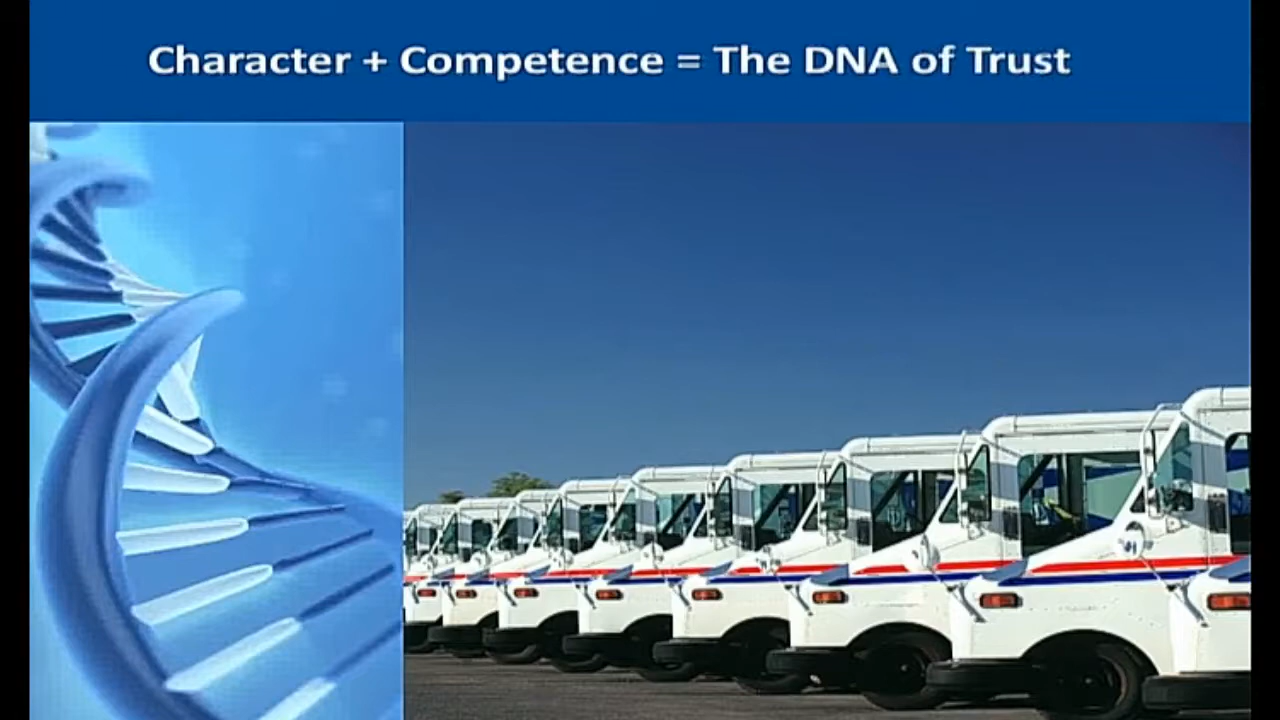 Character + Competence = The DNA of Trust